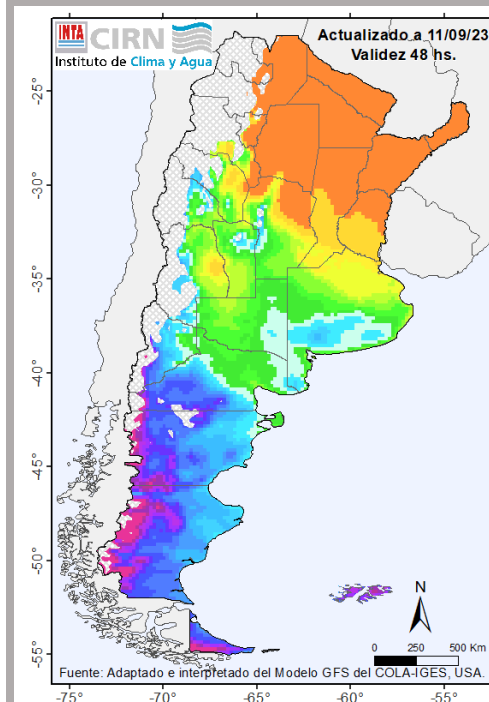 INTA CIRN
Instituto de Clima y Agua
Actualizado a 11/09/23
Validez 48 hs.
-25°
-30°
-35°
-40°
-45°
-50°
-55°
N
0 250 500 Km
Fuente: Adaptado e interpretado del Modelo GFS del COLA-IGES, USA.
-75° -70° -65° -60° -55°